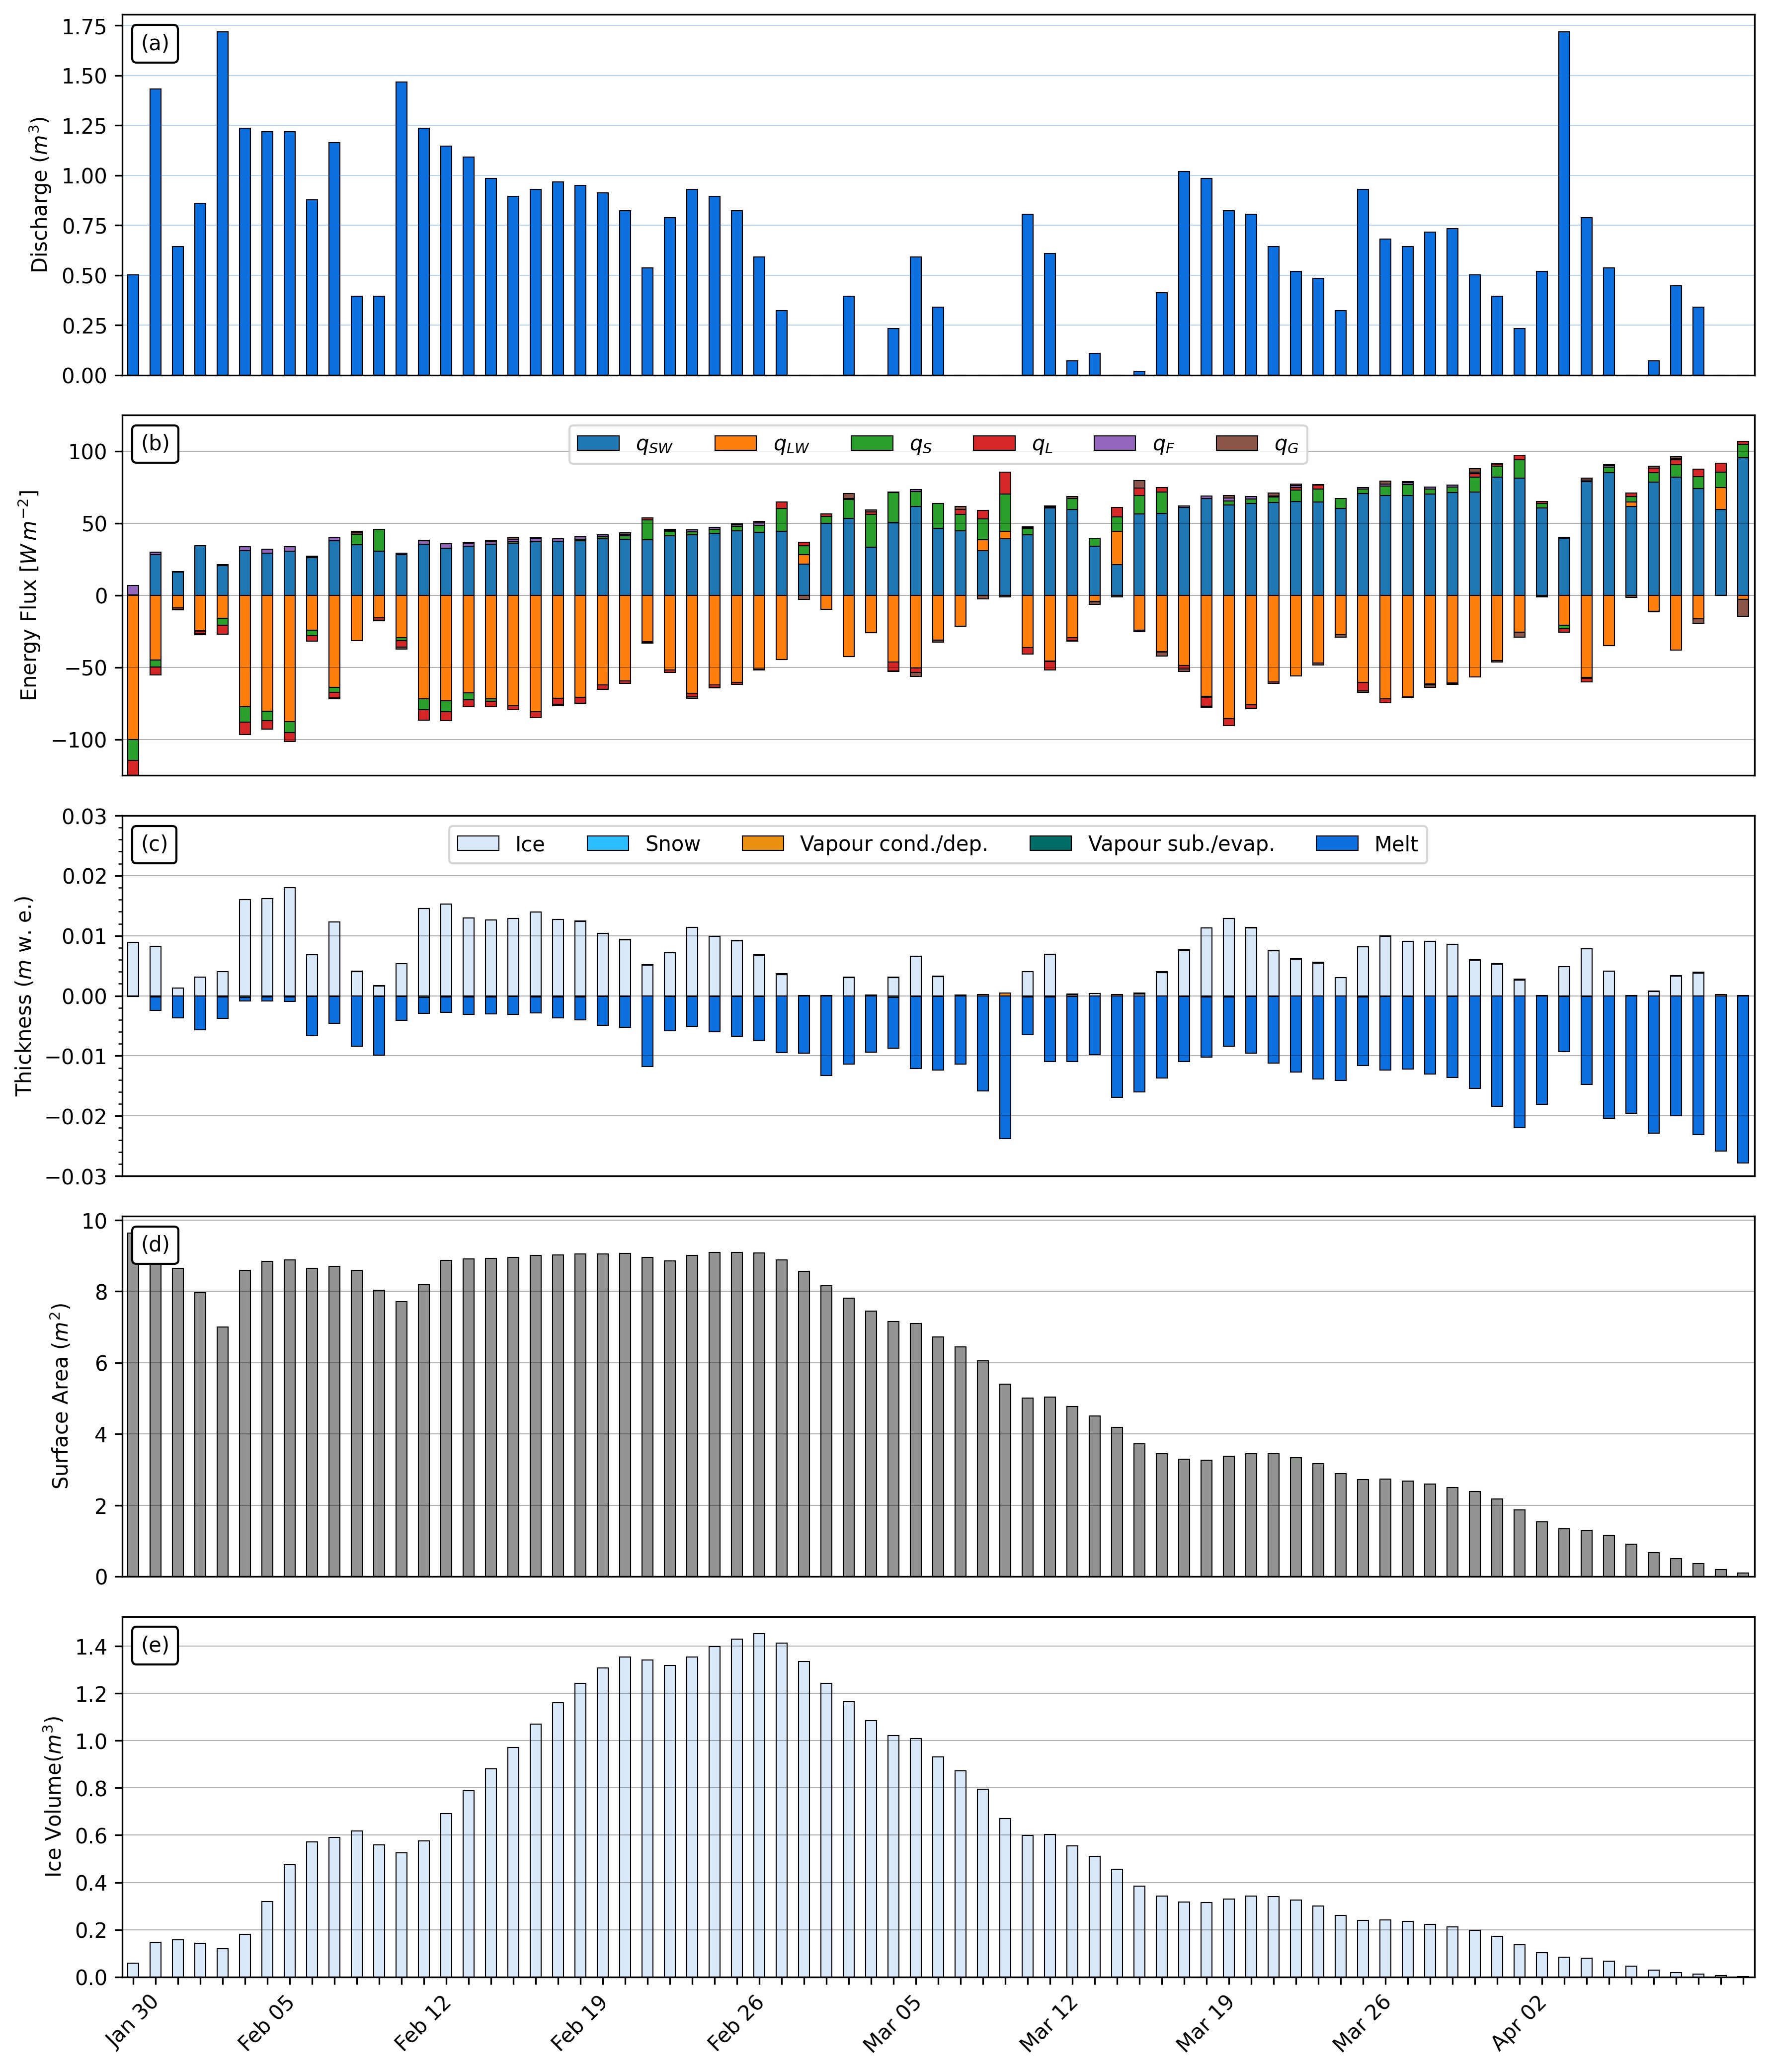 (a)
Discharge (m³)
1.75
1.50
1.25
1.00
0.75
0.50
0.25
0.00
(b)
q_SW q_LW q_S q_L q_F q_G
Energy Flux [W m⁻²]
100
50
0
−50
−100
(c)
Ice Snow Vapour cond./dep. Vapour sub./evap. Melt
Thickness (m w. e.)
0.03
0.02
0.01
0.00
−0.01
−0.02
−0.03
(d)
Surface Area (m²)
10
8
6
4
2
0
(e)
Ice Volume(m³)
1.4
1.2
1.0
0.8
0.6
0.4
0.2
0.0
Jan 30 Feb 05 Feb 12 Feb 19 Feb 26 Mar 05 Mar 12 Mar 19 Mar 26 Apr 02